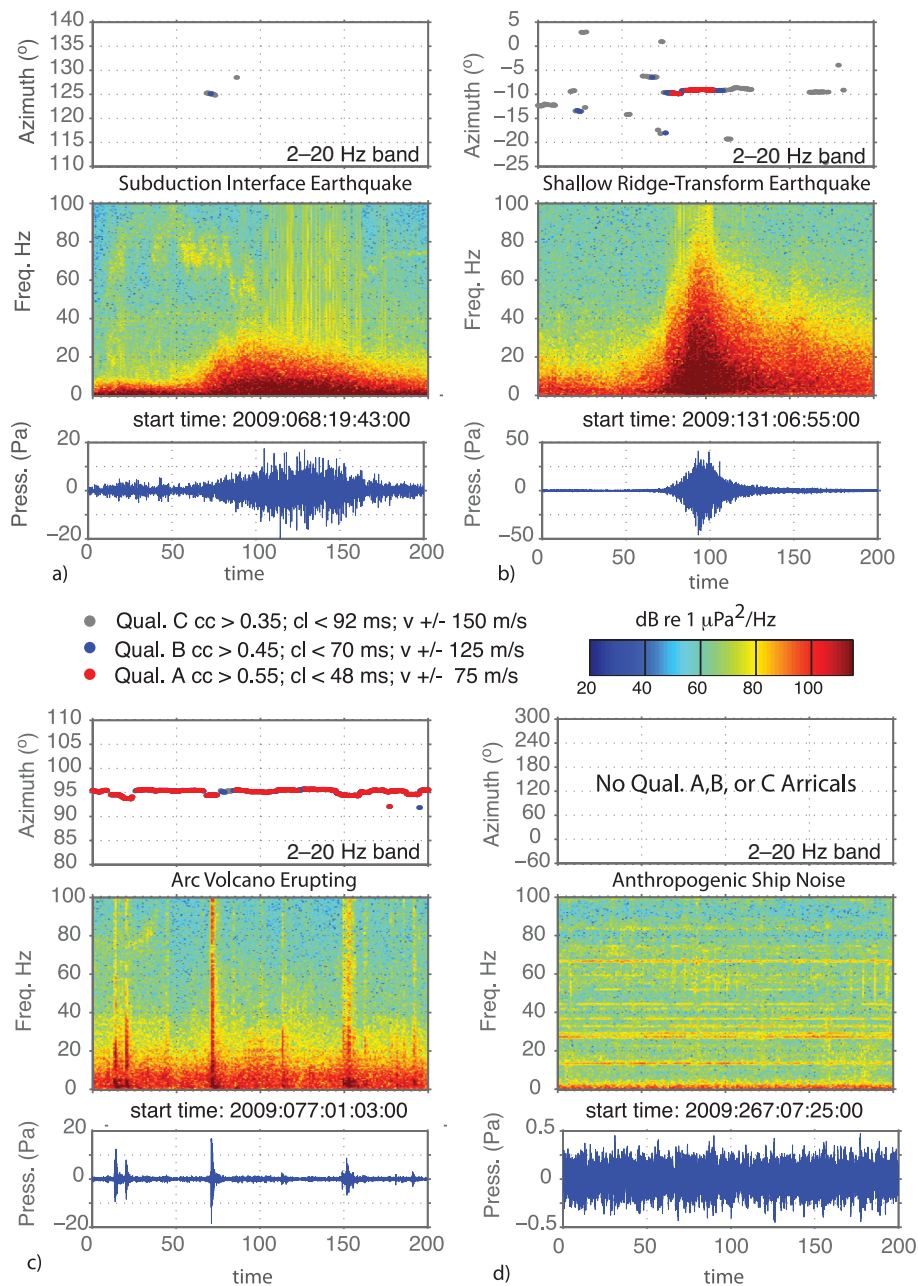 a)
140
135
130
125
120
115
110
Azimuth (º)
2–20 Hz band
Subduction Interface Earthquake
100
80
60
40
20
0
Freq. Hz
start time: 2009:068:19:43:00
20
0
−20
Press. (Pa)
0 50 100 150 200
time
b)
5
0
−5
−10
−15
−20
−25
Azimuth (º)
2–20 Hz band
Shallow Ridge-Transform Earthquake
100
80
60
40
20
0
Freq. Hz
start time: 2009:131:06:55:00
50
0
−50
Press. (Pa)
0 50 100 150 200
time
Qual. C cc > 0.35; cl < 92 ms; v +/- 150 m/s
Qual. B cc > 0.45; cl < 70 ms; v +/- 125 m/s
Qual. A cc > 0.55; cl < 48 ms; v +/- 75 m/s
dB re 1 μPa²/Hz
20 40 60 80 100
110
105
100
95
90
85
80
Azimuth (º)
2–20 Hz band
Arc Volcano Erupting
100
80
60
40
20
0
Freq. Hz
start time: 2009:077:01:03:00
20
0
−20
Press. (Pa)
0 50 100 150 200
c)
time
300
240
180
120
60
0
−60
Azimuth (º)
No Qual. A,B, or C Arricals
2–20 Hz band
Anthropogenic Ship Noise
100
80
60
40
20
0
Freq. Hz
start time: 2009:267:07:25:00
0.5
0
−0.5
Press. (Pa)
0 50 100 150 200
d)
time